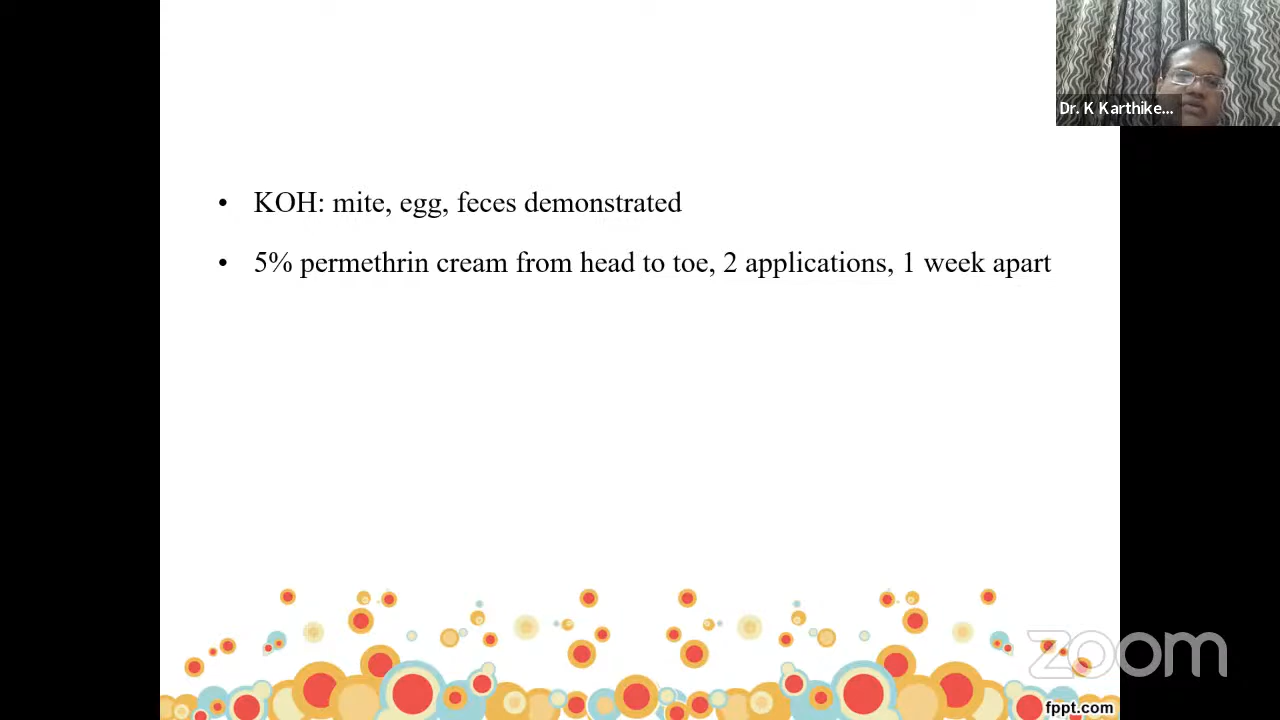 Dr. K Karthike...
• KOH: mite, egg, feces demonstrated
• 5% permethrin cream from head to toe, 2 applications, 1 week apart
zoom
fppt.com